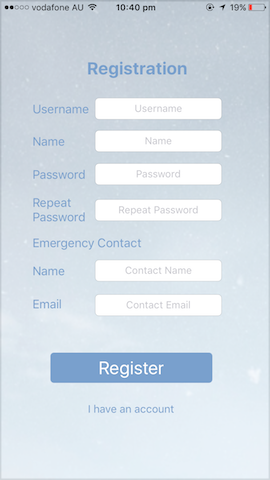 vodafone AU 10:40 pm 19%
Registration
Username Username
Name Name
Password Password
Repeat Password Repeat Password
Emergency Contact
Name Contact Name
Email Contact Email
Register
I have an account